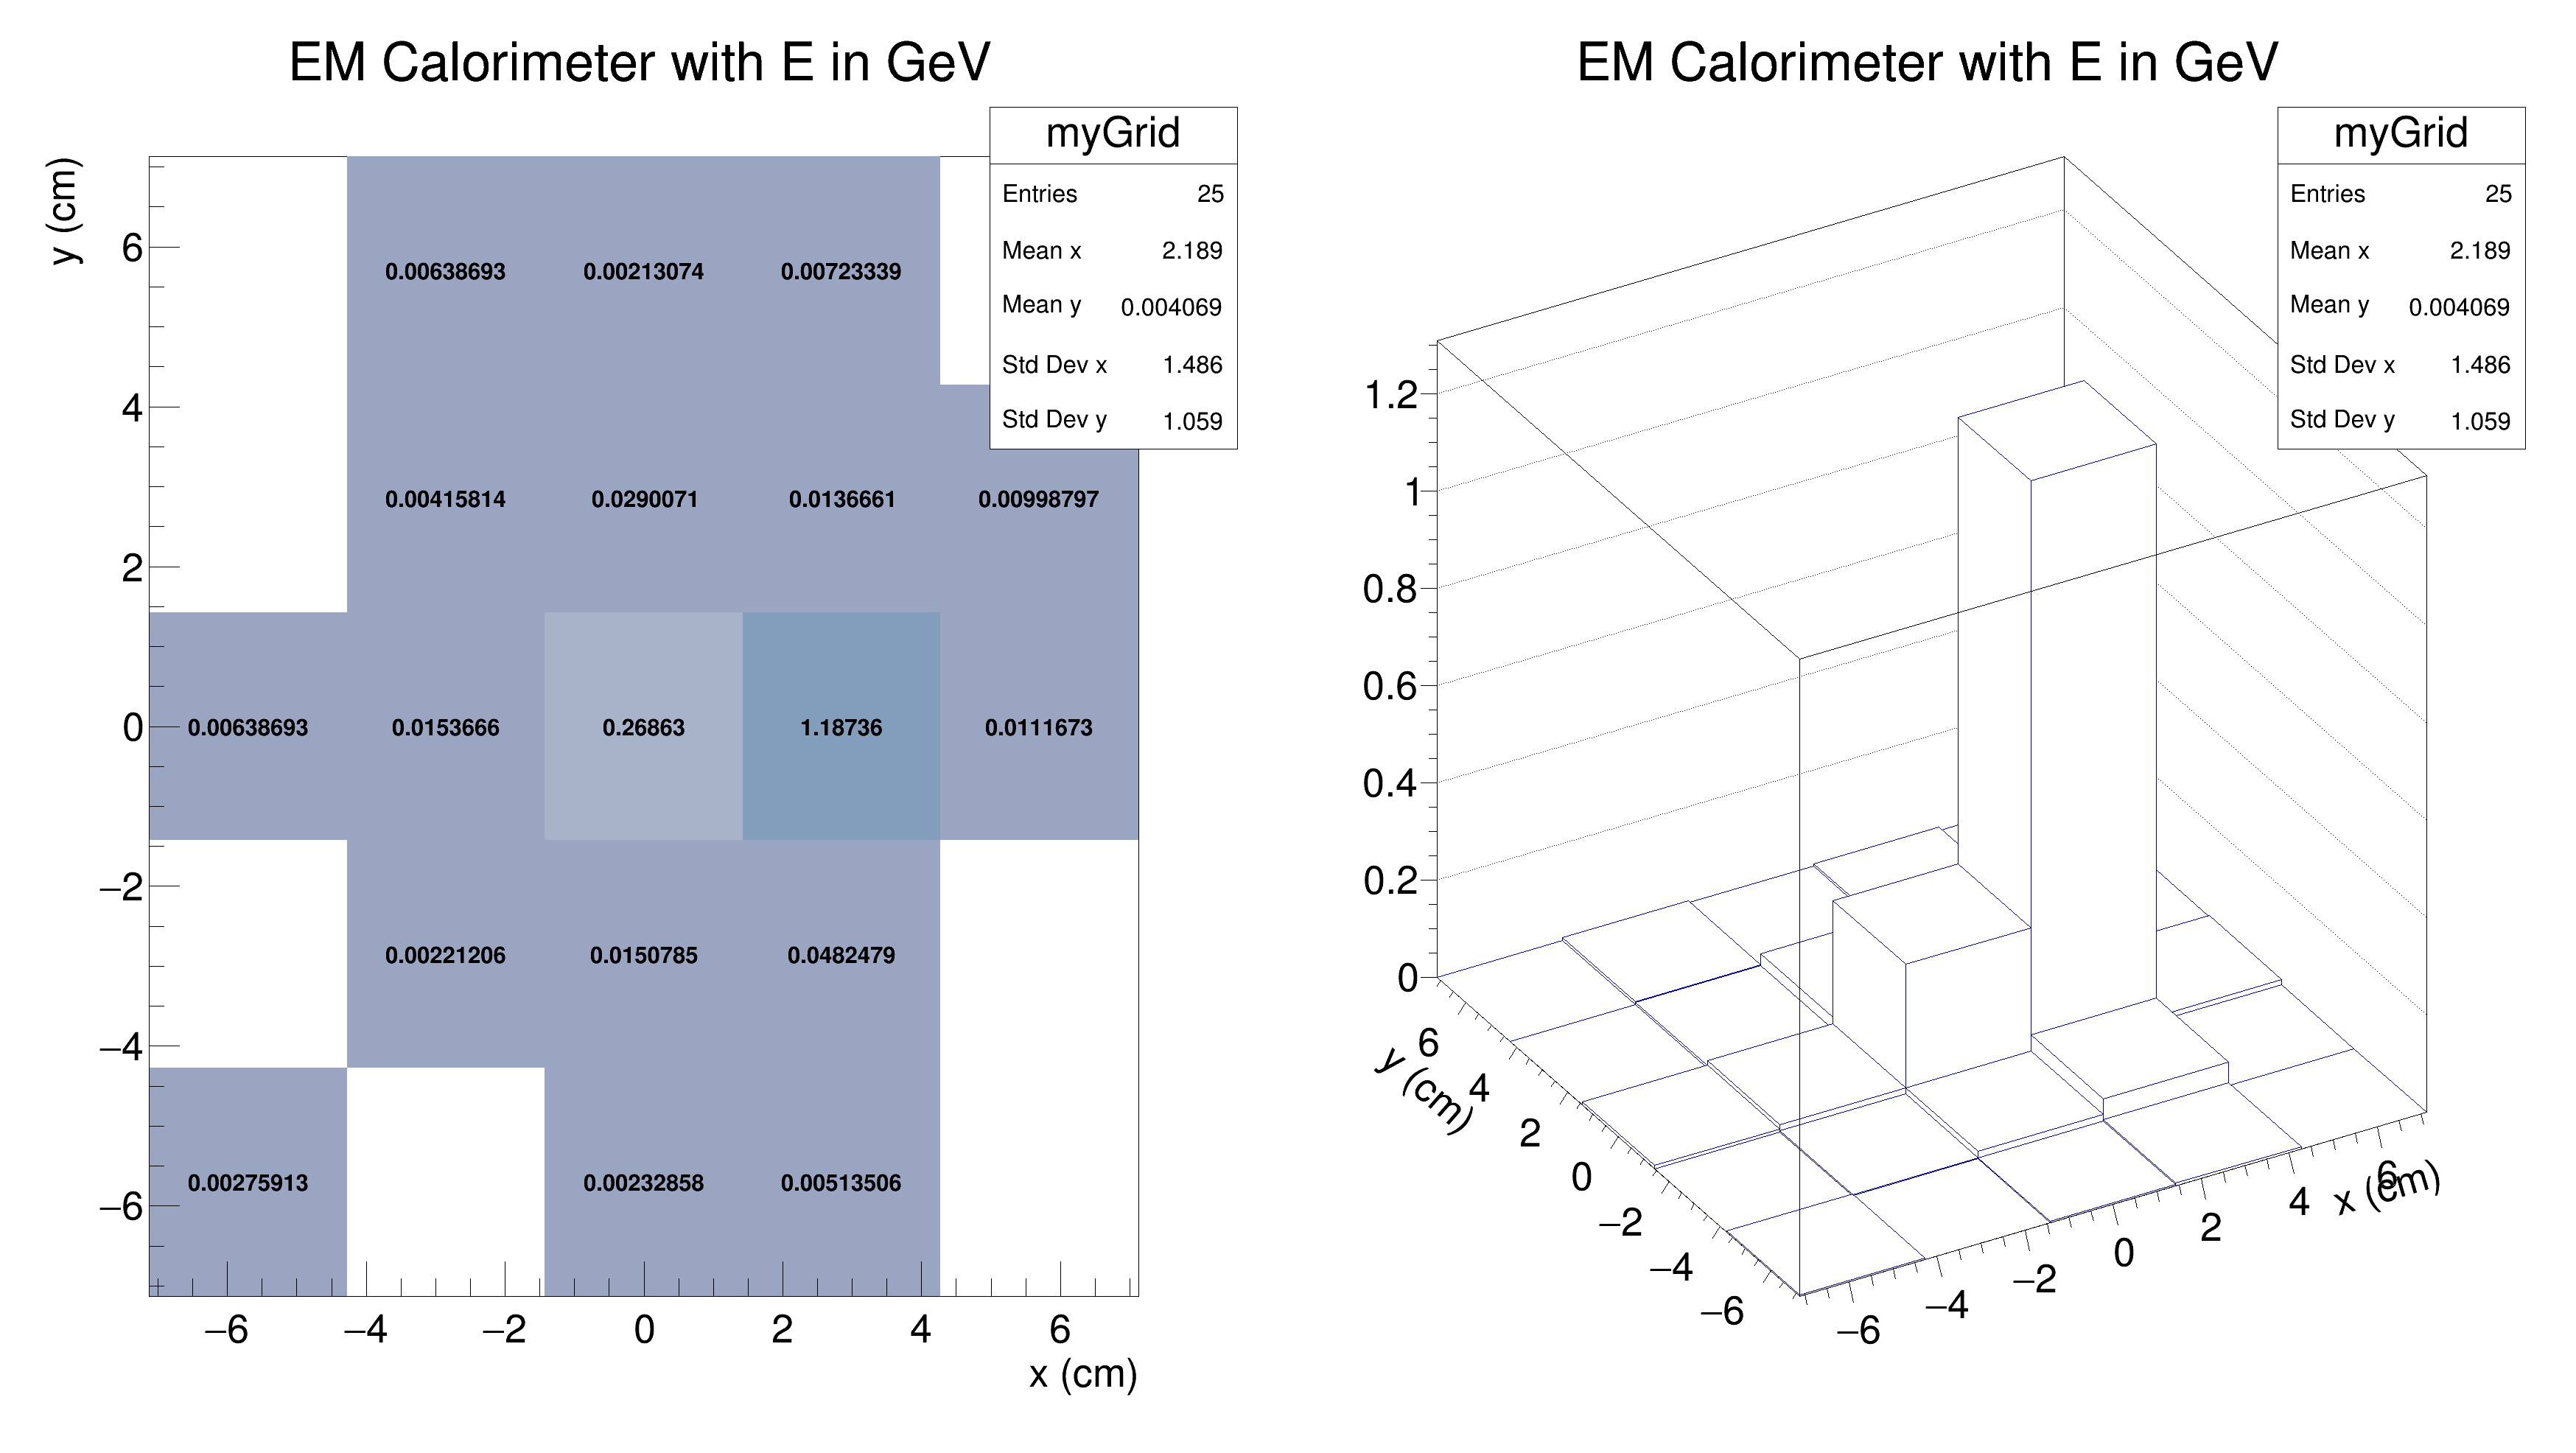 EM Calorimeter with E in GeV
myGrid
Entries 25
Mean x 2.189
Mean y 0.004069
Std Dev x 1.486
Std Dev y 1.059
y (cm)
6
4
2
0
−2
−4
−6
0.00638693 0.00213074 0.00723339
0.00415814 0.0290071 0.0136661 0.00998797
0.00638693 0.0153666 0.26863 1.18736 0.0111673
0.00221206 0.0150785 0.0482479
0.00275913 0.00232858 0.00513506
−6 −4 −2 0 2 4 6
x (cm)
EM Calorimeter with E in GeV
myGrid
Entries 25
Mean x 2.189
Mean y 0.004069
Std Dev x 1.486
Std Dev y 1.059
1.2
1
0.8
0.6
0.4
0.2
0
6
4
2
0
−2
−4
−6
y (cm)
−6
−4
−2
0
2
4
6
x (cm)